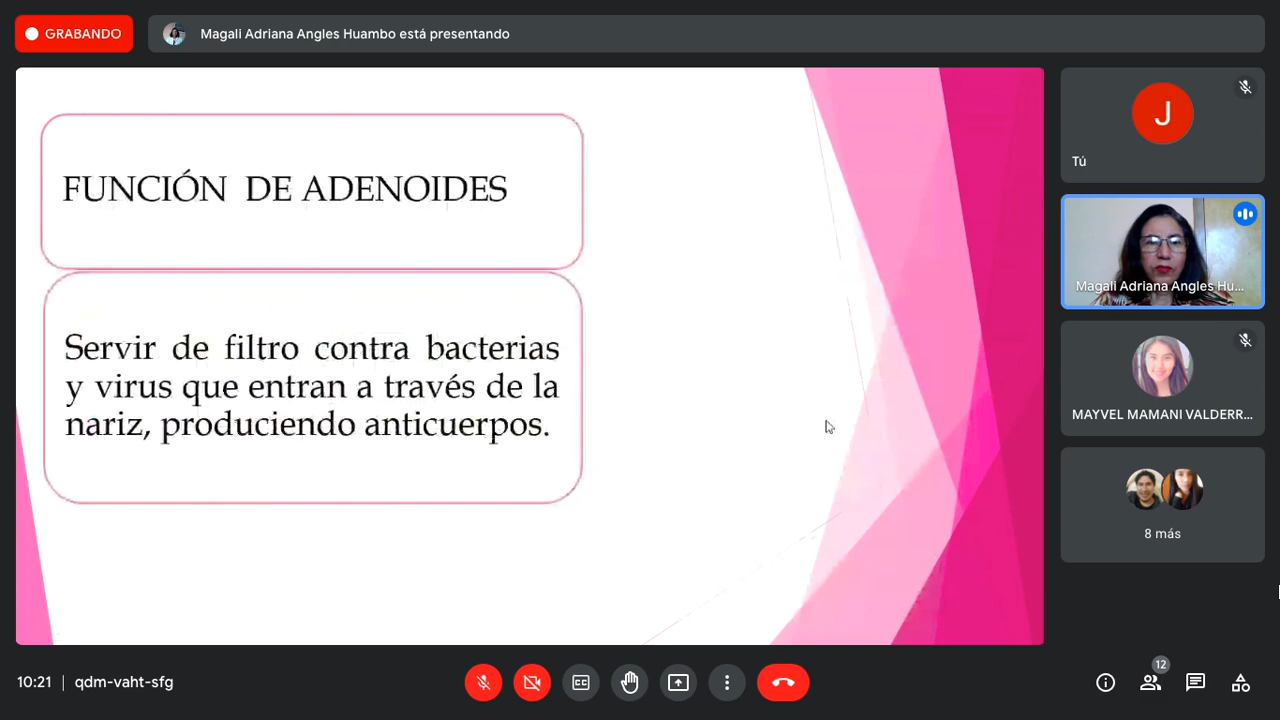 GRABANDO
Magali Adriana Angles Huambo está presentando
FUNCIÓN DE ADENOIDES
Servir de filtro contra bacterias
y virus que entran a través de la
nariz, produciendo anticuerpos.
J
Tú
Magali Adriana Angles Hu...
MAYVEL MAMANI VALDERR...
8 más
10:21 | qdm-vaht-sfg
CC
12